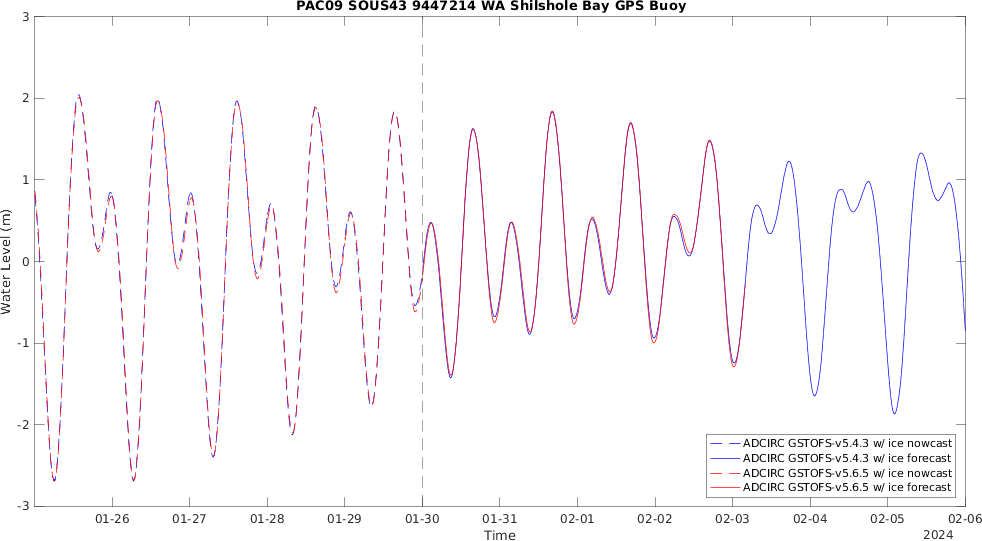 PAC09 SOUS43 9447214 WA Shilshole Bay GPS Buoy
3
2
1
0
-1
-2
-3
Water Level (m)
ADCIRC GSTOFS-v5.4.3 w/ ice nowcast
ADCIRC GSTOFS-v5.4.3 w/ ice forecast
ADCIRC GSTOFS-v5.6.5 w/ ice nowcast
ADCIRC GSTOFS-v5.6.5 w/ ice forecast
01-26 01-27 01-28 01-29 01-30 01-31 02-01 02-02 02-03 02-04 02-05 02-06
Time
2024